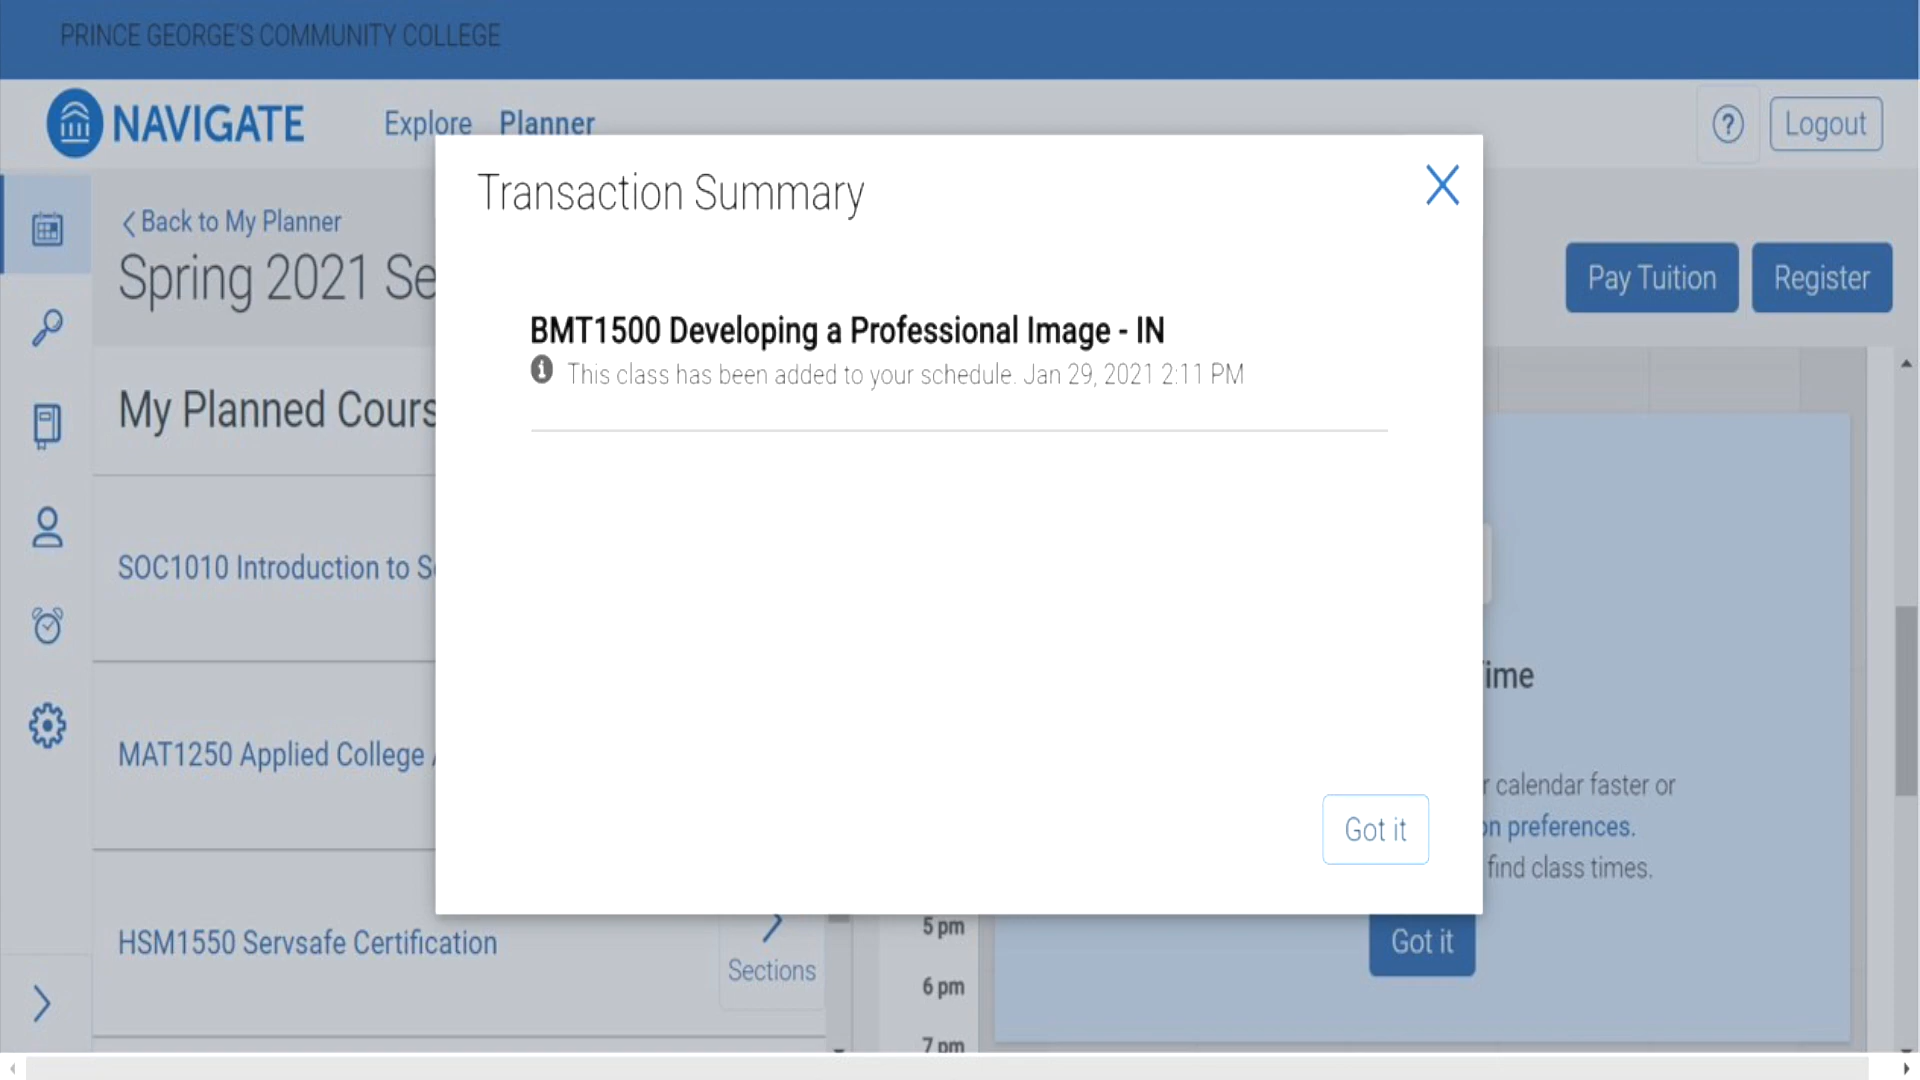 PRINCE GEORGE'S COMMUNITY COLLEGE
NAVIGATE
Explore
Planner
?
Logout
Back to My Planner
Spring 2021 Se
Pay Tuition
Register
Transaction Summary
BMT1500 Developing a Professional Image - IN
This class has been added to your schedule. Jan 29, 2021 2:11 PM
Got it
My Planned Cours
SOC1010 Introduction to S
MAT1250 Applied College
HSM1550 Servsafe Certification
Sections
ime
r calendar faster or
on preferences.
find class times.
Got it
5 pm
6 pm
7 pm